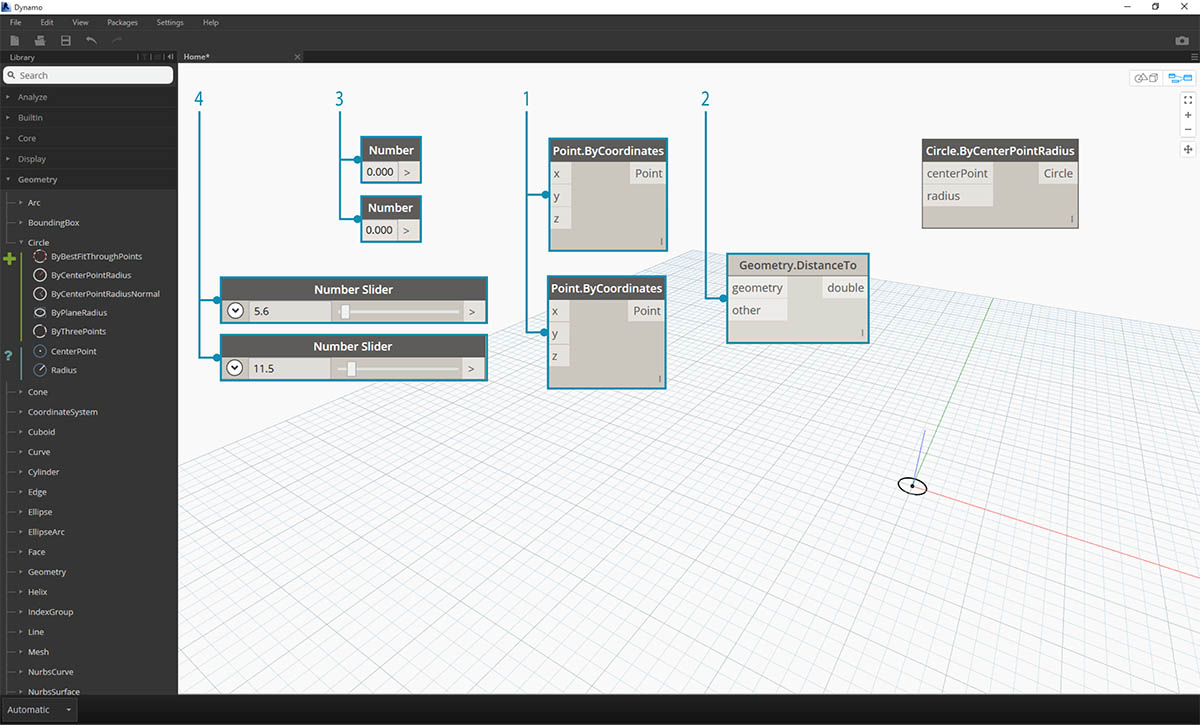 Dynamo
File Edit View Packages Settings Help
Library
Home*
Search
Analyze
BuiltIn
Core
Display
Geometry
Arc
BoundingBox
Circle
ByBestFitThroughPoints
ByCenterPointRadius
ByCenterPointRadiusNormal
ByPlaneRadius
ByThreePoints
CenterPoint
Radius
Cone
CoordinateSystem
Cuboid
Curve
Cylinder
Edge
Ellipse
EllipseArc
Face
Geometry
Helix
IndexGroup
Line
Mesh
NurbsCurve
NurbsSurface
Automatic
4
3
1
2
Number
0.000 >
Number
0.000 >
Number Slider
5.6 >
Number Slider
11.5 >
Point.ByCoordinates
x Point
y
z
l
Point.ByCoordinates
x Point
y
z
l
Geometry.DistanceTo
geometry double
other
l
Circle.ByCenterPointRadius
centerPoint Circle
radius
l